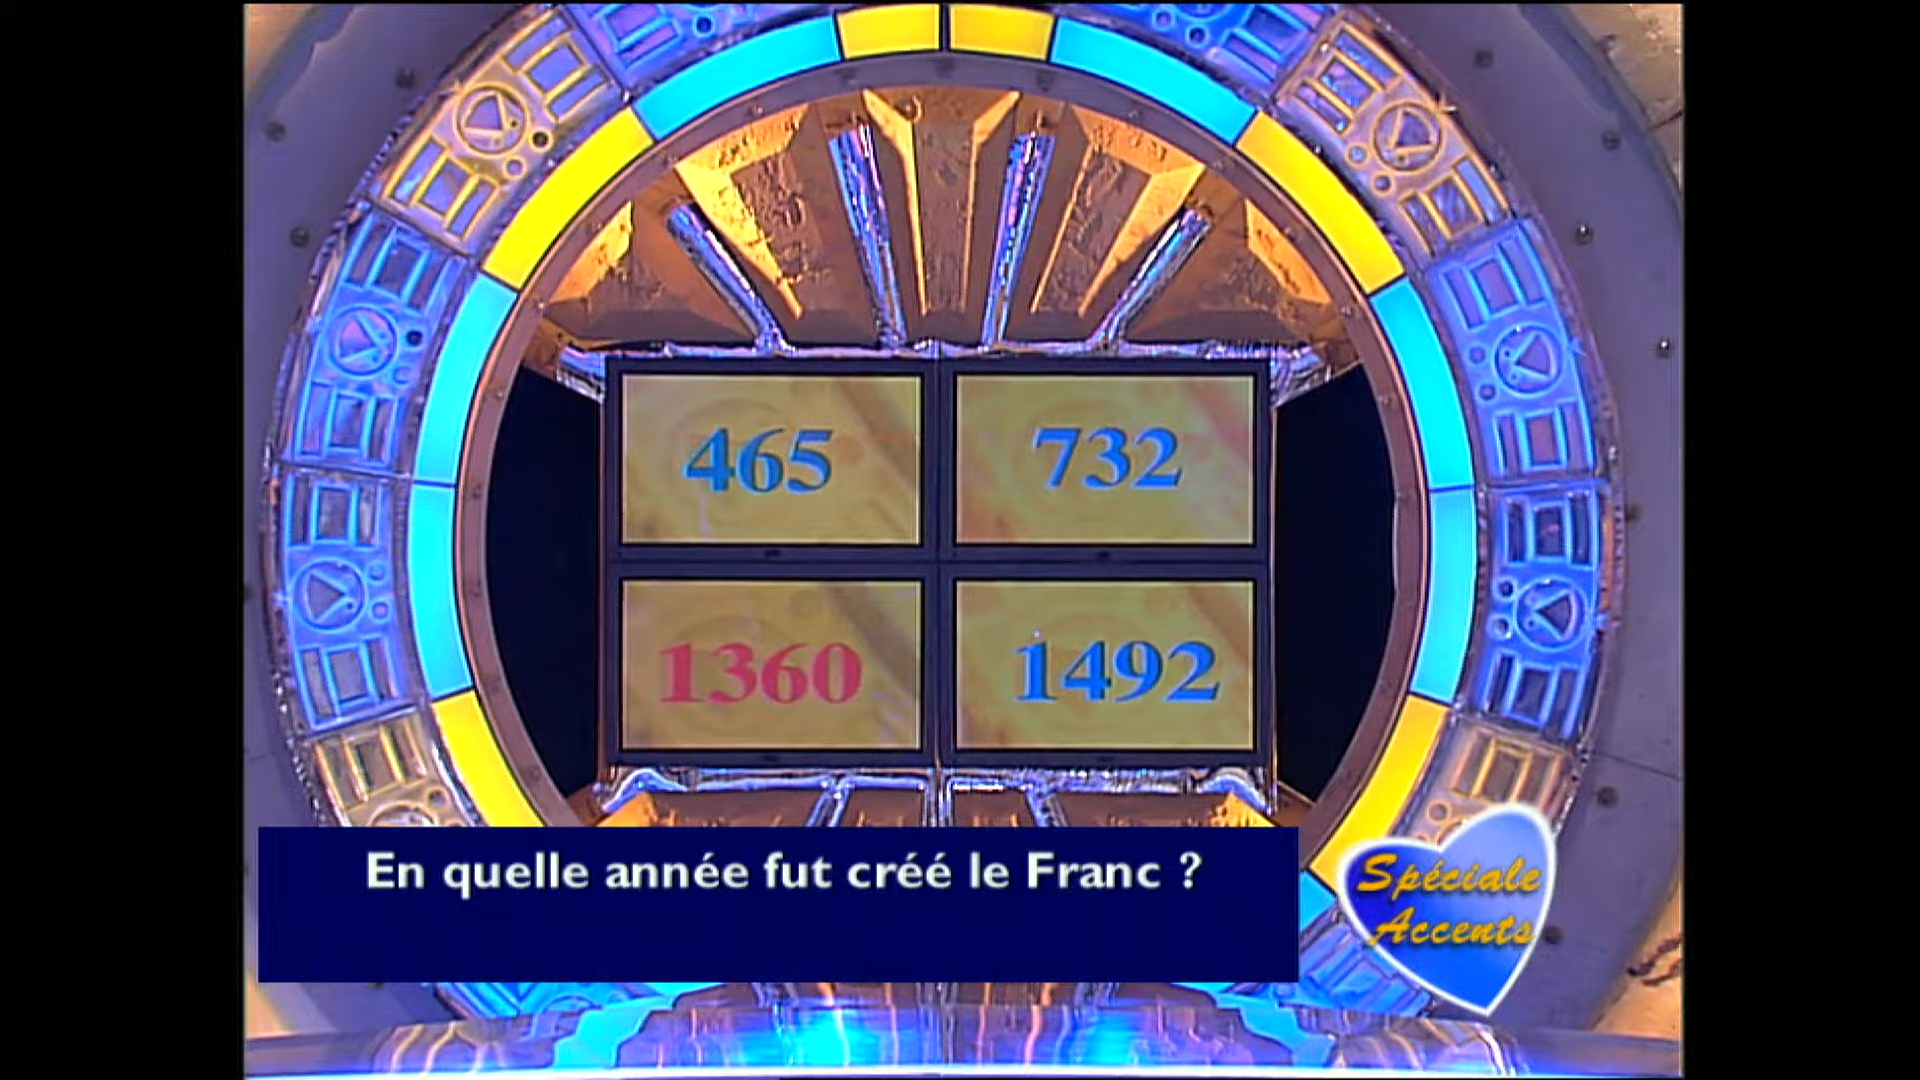 465
732
1360
1492
En quelle année fut créé le Franc ?
Spéciale
Accents